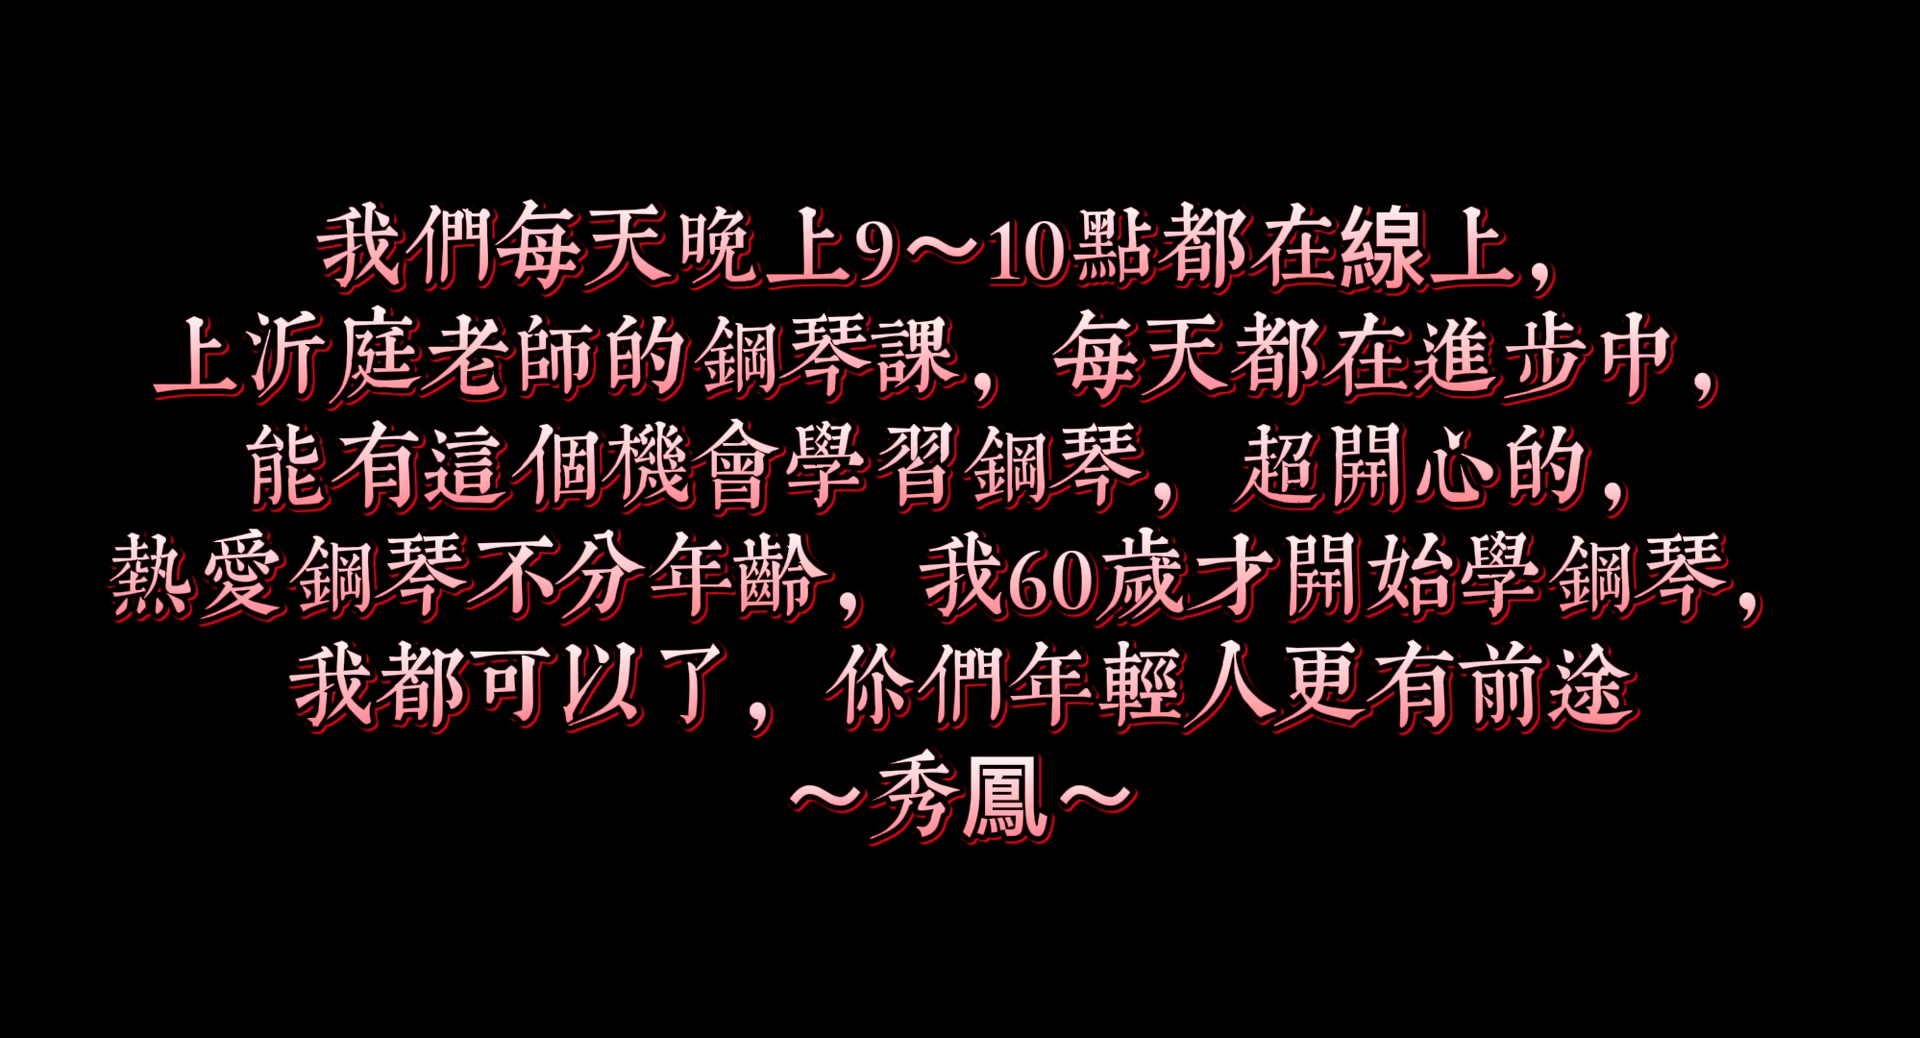 我們每天晚上9～10點都在線上，
上沂庭老師的鋼琴課，每天都在進步中，
能有這個機會學習鋼琴，超開心的，
熱愛鋼琴不分年齡，我60歲才開始學鋼琴，
我都可以了，你們年輕人更有前途
～秀鳳～